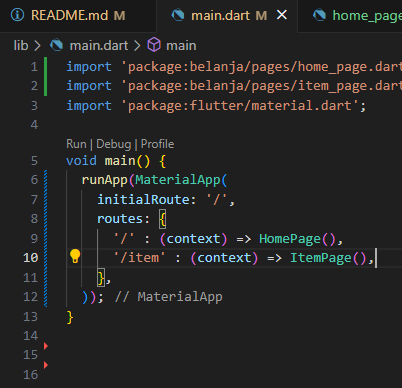 README.md M
main.dart M
home_pag
lib > main.dart > main
1 import 'package:belanja/pages/home_page.dart
2 import 'package:belanja/pages/item_page.dart
3 import 'package:flutter/material.dart';
4
Run | Debug | Profile
5 void main() {
6 runApp(MaterialApp(
7 initialRoute: '/',
8 routes: {
9 '/' : (context) => HomePage(),
10 '/item' : (context) => ItemPage(),
11 },
12 )); // MaterialApp
13 }
14
15
16